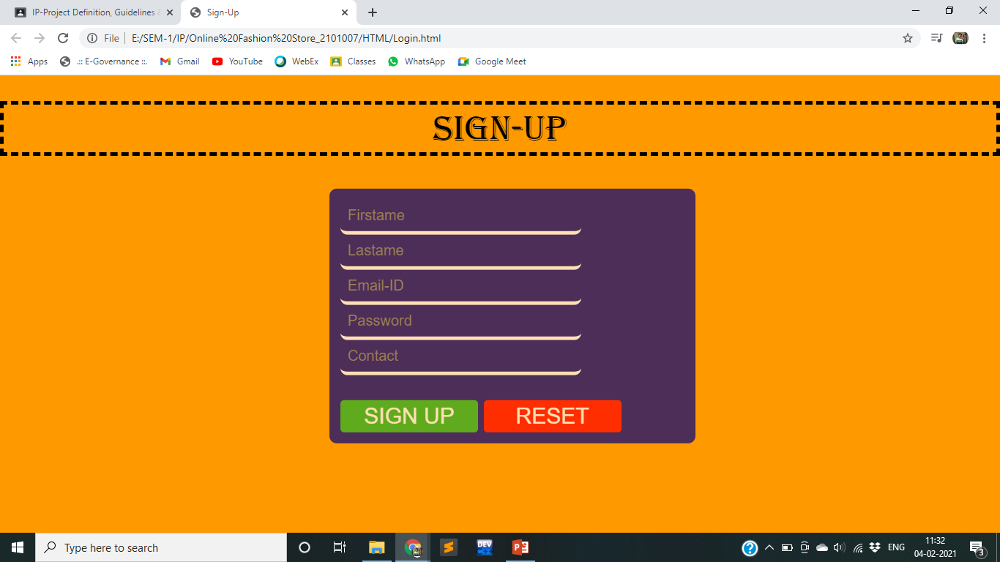 IP-Project Definition, Guidelines
Sign-Up
File
E:/SEM-1/IP/Online%20Fashion%20Store_2101007/HTML/Login.html
Apps
.:: E-Governance ::.
Gmail
YouTube
WebEx
Classes
WhatsApp
Google Meet
SIGN-UP
Firstame
Lastame
Email-ID
Password
Contact
SIGN UP RESET
Type here to search
DEV
ENG
11:32
04-02-2021
3